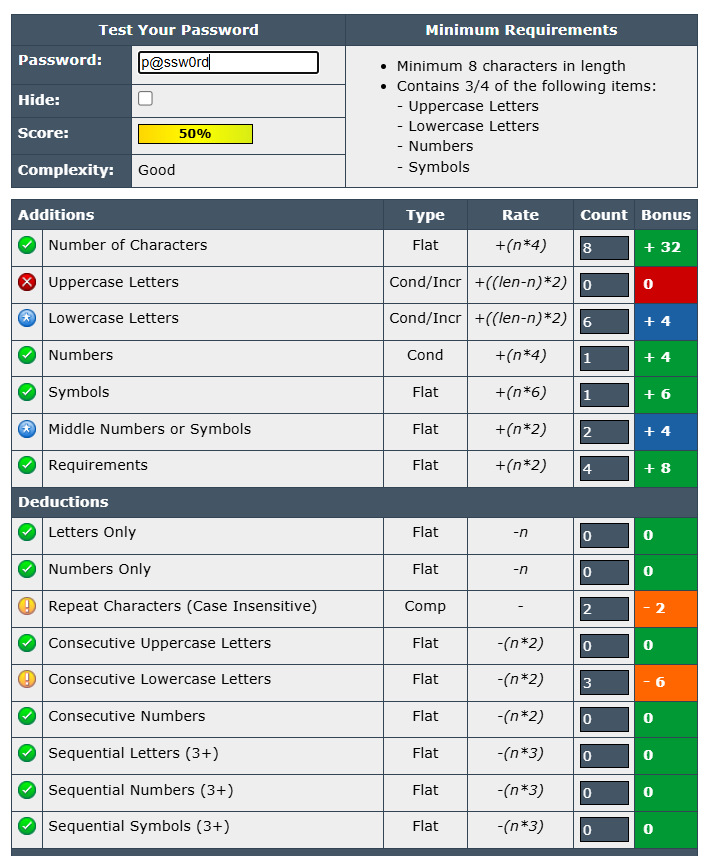 Test Your Password Minimum Requirements
Password: p@ssw0rd
• Minimum 8 characters in length
• Contains 3/4 of the following items:
Hide:
- Uppercase Letters
- Lowercase Letters
Score: 50%
- Numbers
- Symbols
Complexity: Good
Additions Type Rate Count Bonus
Number of Characters Flat +(n*4) 8 + 32
Uppercase Letters Cond/Incr +((len-n)*2) 0 0
Lowercase Letters Cond/Incr +((len-n)*2) 6 + 4
Numbers Cond +(n*4) 1 + 4
Symbols Flat +(n*6) 1 + 6
Middle Numbers or Symbols Flat +(n*2) 2 + 4
Requirements Flat +(n*2) 4 + 8
Deductions
Letters Only Flat -n 0 0
Numbers Only Flat -n 0 0
Repeat Characters (Case Insensitive) Comp - 2 - 2
Consecutive Uppercase Letters Flat -(n*2) 0 0
Consecutive Lowercase Letters Flat -(n*2) 3 - 6
Consecutive Numbers Flat -(n*2) 0 0
Sequential Letters (3+) Flat -(n*3) 0 0
Sequential Numbers (3+) Flat -(n*3) 0 0
Sequential Symbols (3+) Flat -(n*3) 0 0